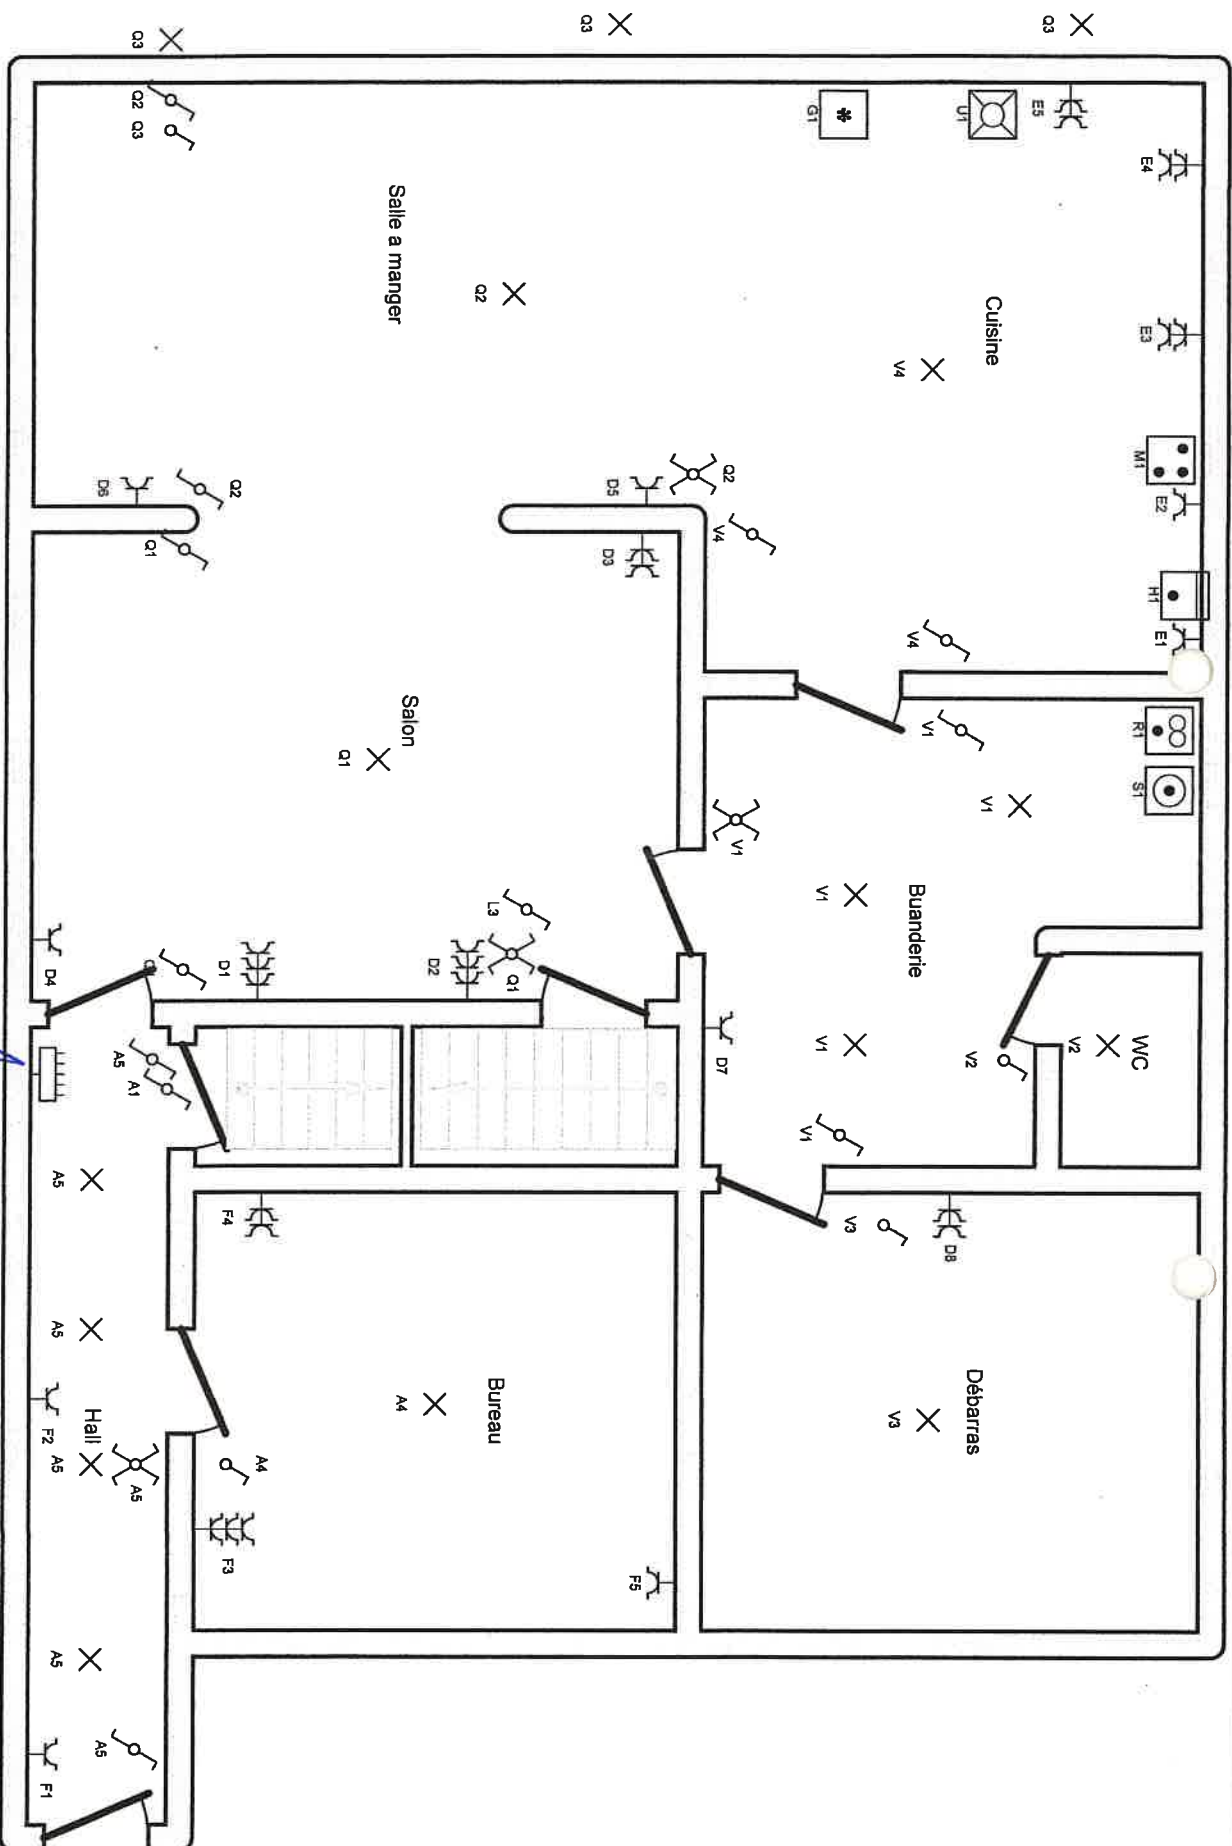 E4
E3
M1
E2
H1
E1
R1
S1
WC
V2
Q3
E5
Cuisine
V1
V2
Débarras
U1
D8
V1
Buanderie
V4
V4
V3
V3
V1
G1
V1
V1
Q2
V4
D7
F5
D5
D3
Q3
Q1
Bureau
L3
Q2
D2
Salon
A4
Salle a manger
Q1
A4
Q2
D1
F4
F3
Q1
Q3
Q2
Q3
A5
A1
A5
D6
A5
Hall
A5
A5
A5
A5
D4
F2
F1